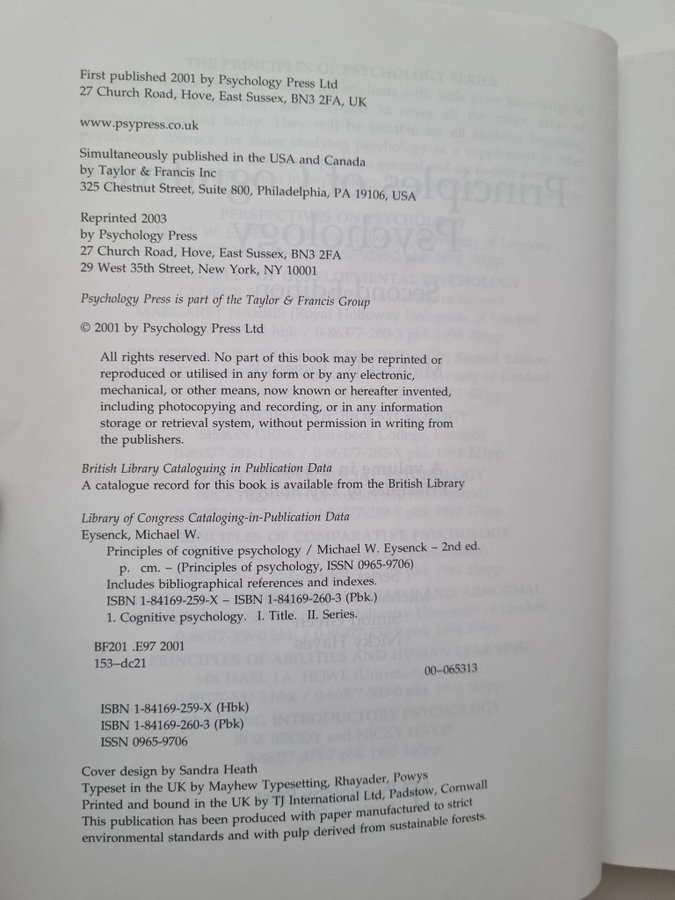 First published 2001 by Psychology Press Ltd
27 Church Road, Hove, East Sussex, BN3 2FA, UK
www.psypress.co.uk
Simultaneously published in the USA and Canada
by Taylor & Francis Inc
325 Chestnut Street, Suite 800, Philadelphia, PA 19106, USA
Reprinted 2003
by Psychology Press
27 Church Road, Hove, East Sussex, BN3 2FA
29 West 35th Street, New York, NY 10001
Psychology Press is part of the Taylor & Francis Group
© 2001 by Psychology Press Ltd
All rights reserved. No part of this book may be reprinted or
reproduced or utilised in any form or by any electronic,
mechanical, or other means, now known or hereafter invented,
including photocopying and recording, or in any information
storage or retrieval system, without permission in writing from
the publishers.
British Library Cataloguing in Publication Data
A catalogue record for this book is available from the British Library
Library of Congress Cataloging-in-Publication Data
Eysenck, Michael W.
Principles of cognitive psychology / Michael W. Eysenck – 2nd ed.
p. cm. – (Principles of psychology, ISSN 0965-9706)
Includes bibliographical references and indexes.
ISBN 1-84169-259-X – ISBN 1-84169-260-3 (Pbk.)
1. Cognitive psychology. I. Title. II. Series.
BF201 .E97 2001
153–dc21
00–065313
ISBN 1-84169-259-X (Hbk)
ISBN 1-84169-260-3 (Pbk)
ISSN 0965-9706
Cover design by Sandra Heath
Typeset in the UK by Mayhew Typesetting, Rhayader, Powys
Printed and bound in the UK by TJ International Ltd, Padstow, Cornwall
This publication has been produced with paper manufactured to strict
environmental standards and with pulp derived from sustainable forests.